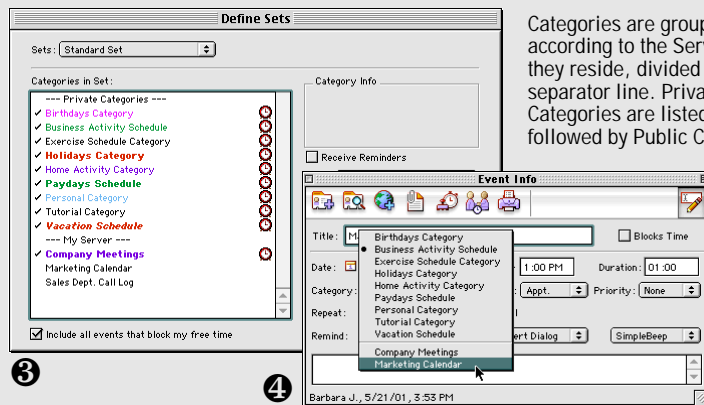 Define Sets
Sets: Standard Set
Categories in Set:
--- Private Categories ---
✓ Birthdays Category
✓ Business Activity Schedule
✓ Exercise Schedule Category
✓ Holidays Category
✓ Home Activity Category
✓ Paydays Schedule
✓ Personal Category
✓ Tutorial Category
✓ Vacation Schedule
--- My Server ---
✓ Company Meetings
Marketing Calendar
Sales Dept. Call Log
Include all events that block my free time
Category Info
Receive Reminders
❸
Categories are
according to the
they reside, divided
separator line.
Categories are listed
followed by Public
❹
Event Info
Title:
Blocks Time
Date:
1:00 PM
Duration: 01:00
Category:
Appt.
Priority: None
Repeat:
Remind:
Dialog
SimpleBeep
Birthdays Category
• Business Activity Schedule
Exercise Schedule Category
Holidays Category
Home Activity Category
Paydays Schedule
Personal Category
Tutorial Category
Vacation Schedule
Company Meetings
Marketing Calendar
Barbara J., 5/21/01, 3:53 PM